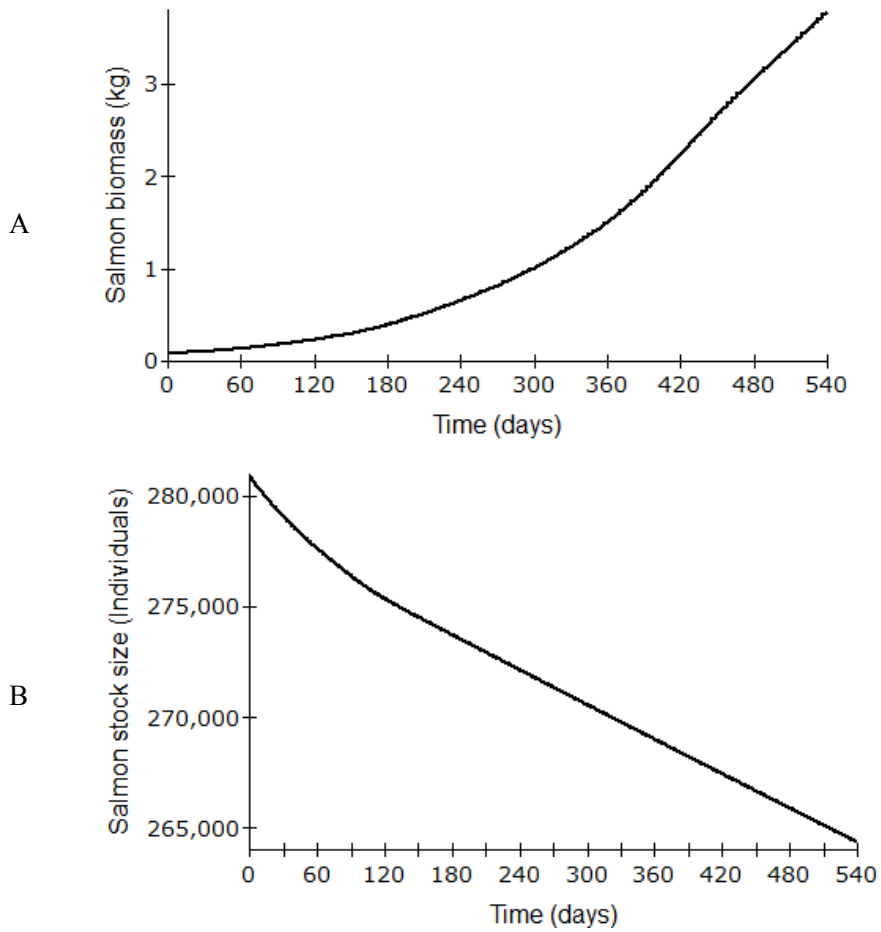 A
Salmon biomass (kg)
3
2
1
0
0 60 120 180 240 300 360 420 480 540
Time (days)
B
Salmon stock size (Individuals)
280,000
275,000
270,000
265,000
0 60 120 180 240 300 360 420 480 540
Time (days)